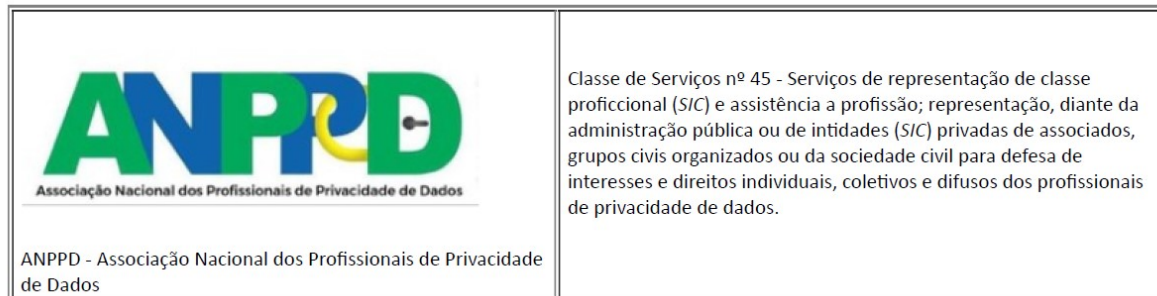 ANPPD
Associação Nacional dos Profissionais de Privacidade de Dados
ANPPD - Associação Nacional dos Profissionais de Privacidade
de Dados
Classe de Serviços nº 45 - Serviços de representação de classe
proficcional (SIC) e assistência a profissão; representação, diante da
administração pública ou de intidades (SIC) privadas de associados,
grupos civis organizados ou da sociedade civil para defesa de
interesses e direitos individuais, coletivos e difusos dos profissionais
de privacidade de dados.